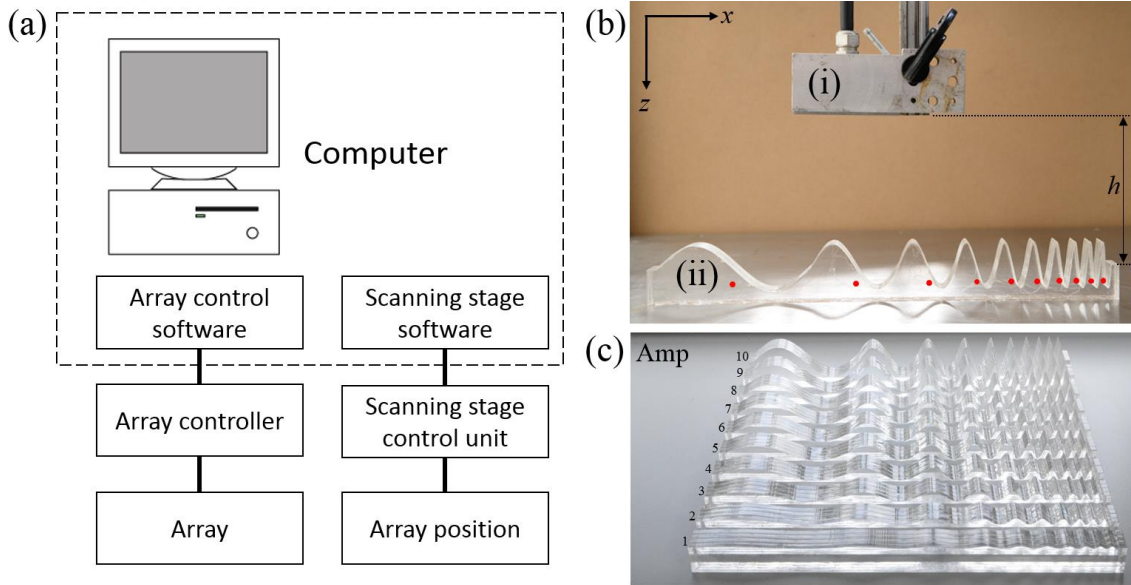 (a)
Computer
Array control
software
Scanning stage
software
Array controller
Scanning stage
control unit
Array
Array position
(b)
x
z
(i)
h
(ii)
(c)
Amp
10
9
8
7
6
5
4
3
2
1